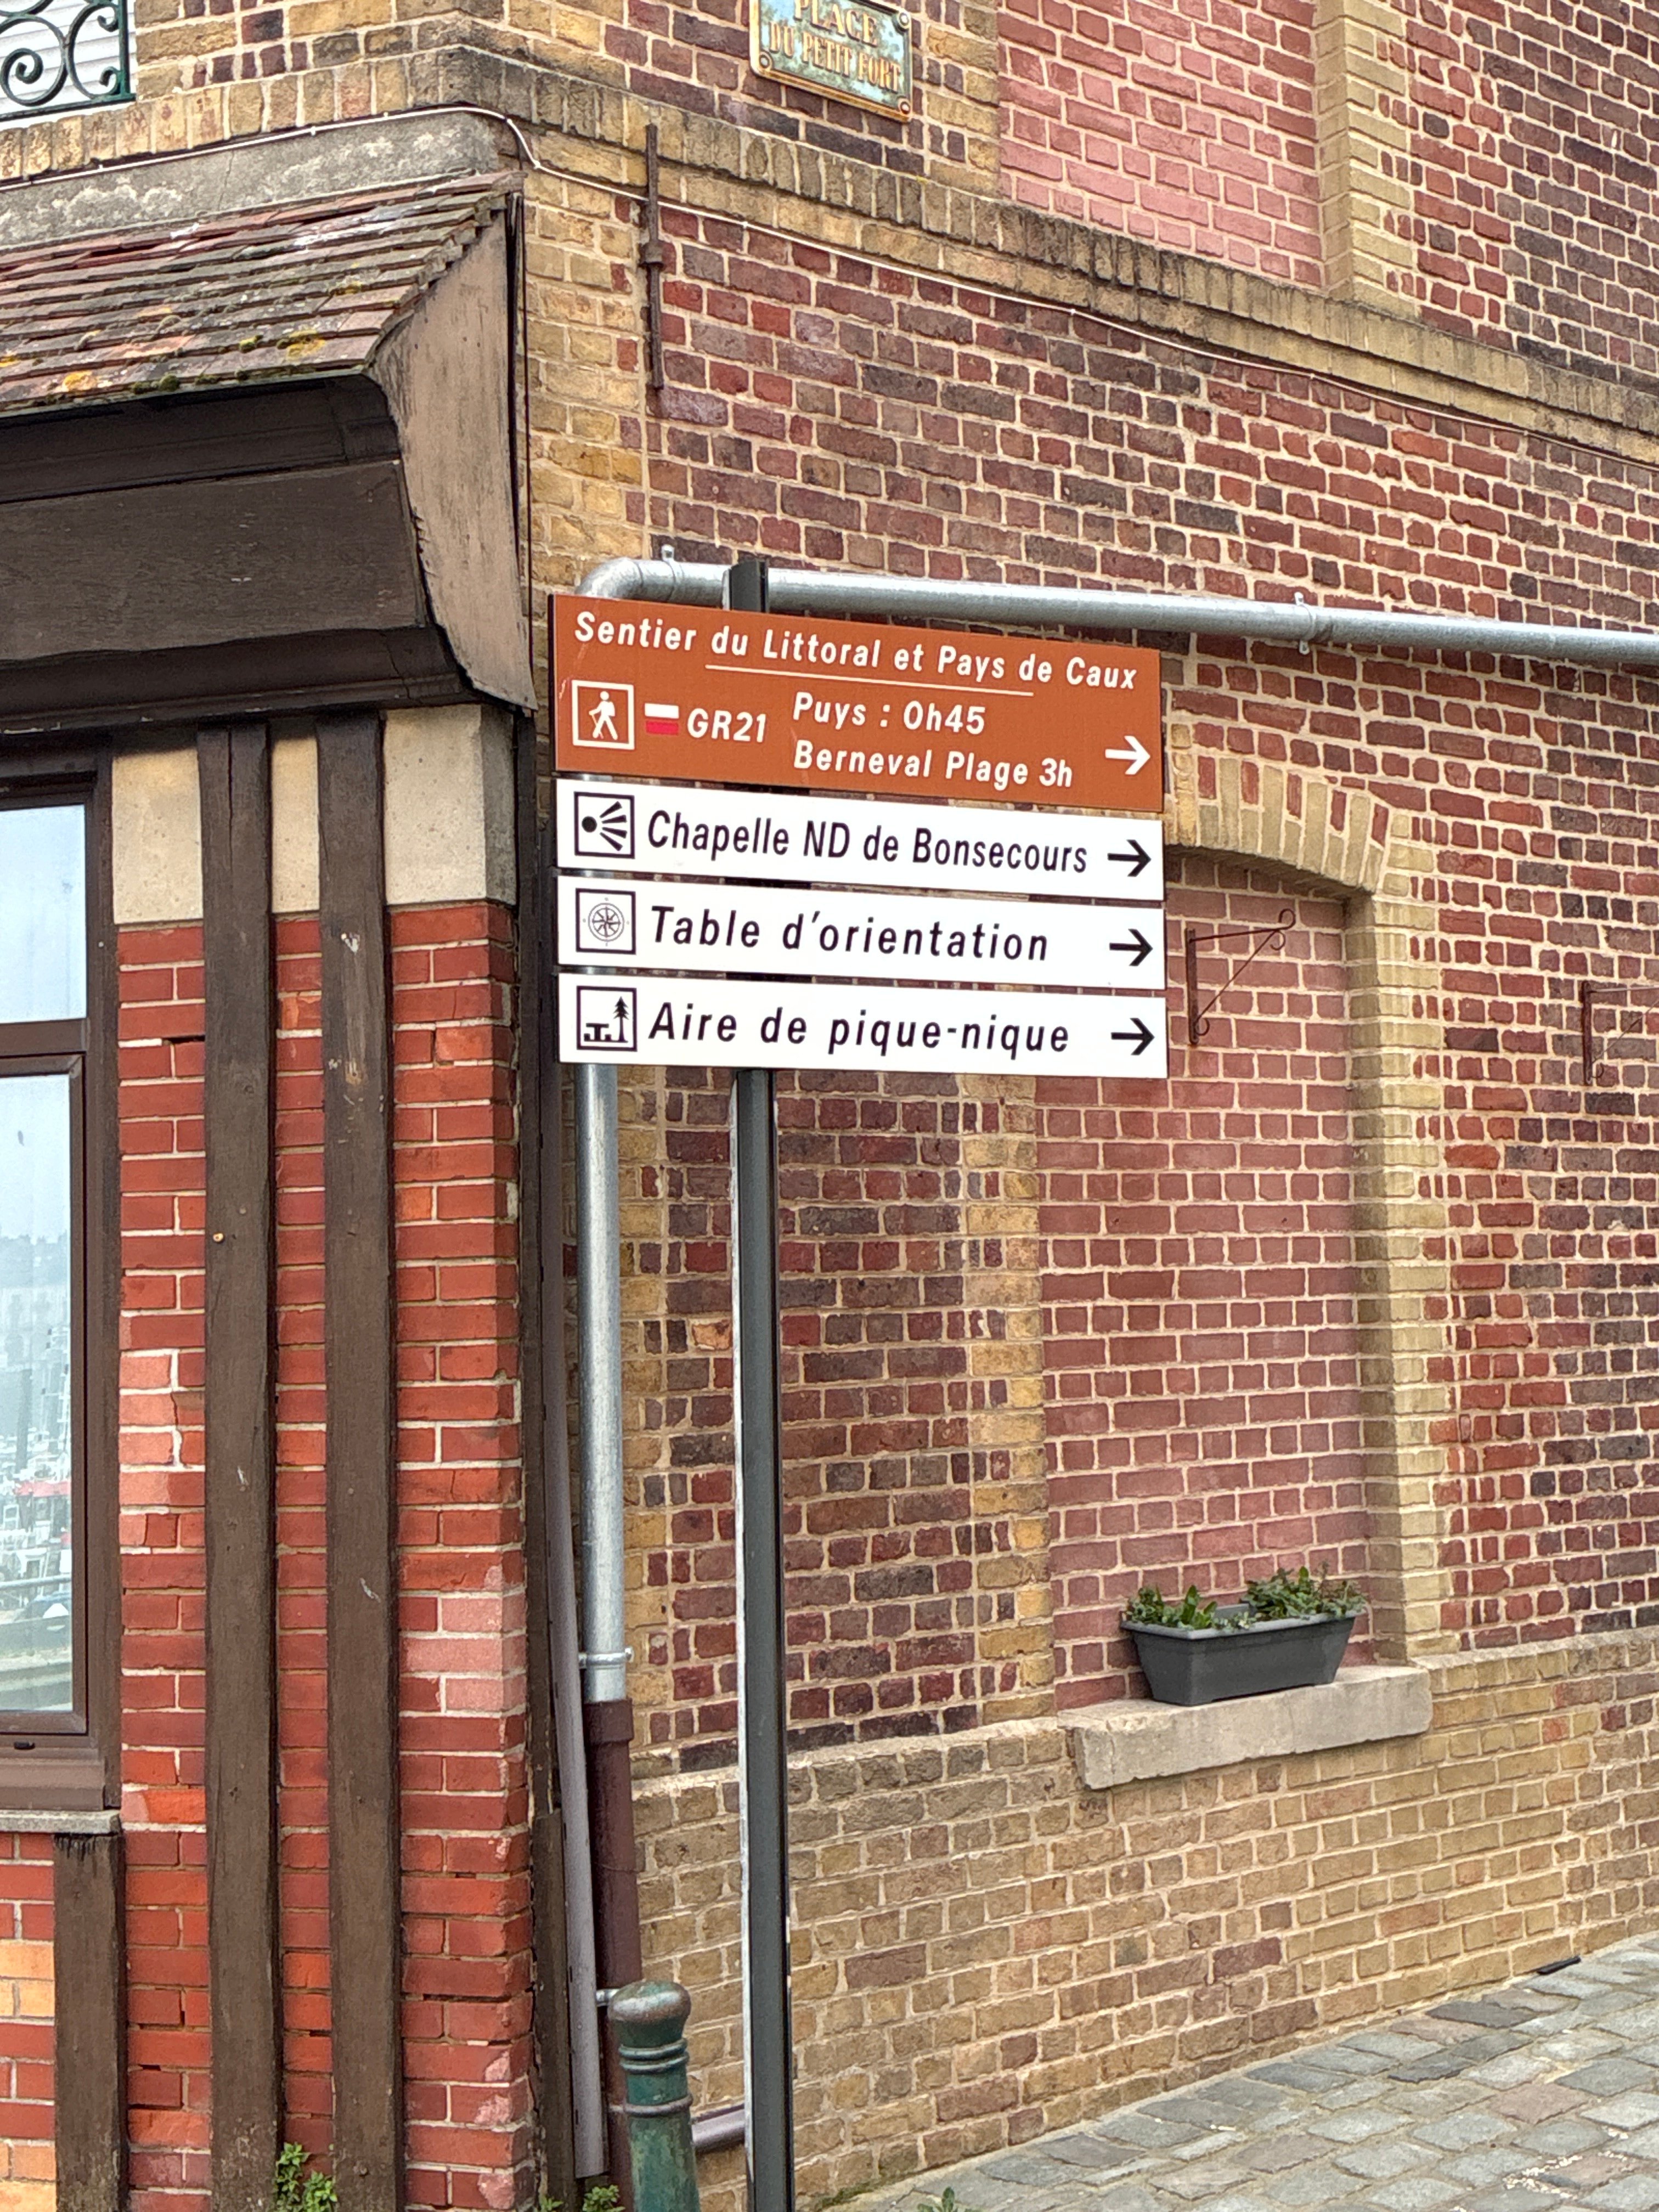 PLACE
DU PETIT FORT
Sentier du Littoral et Pays de Caux
GR21 Puys : 0h45
Berneval Plage 3h
Chapelle ND de Bonsecours
Table d'orientation
Aire de pique-nique